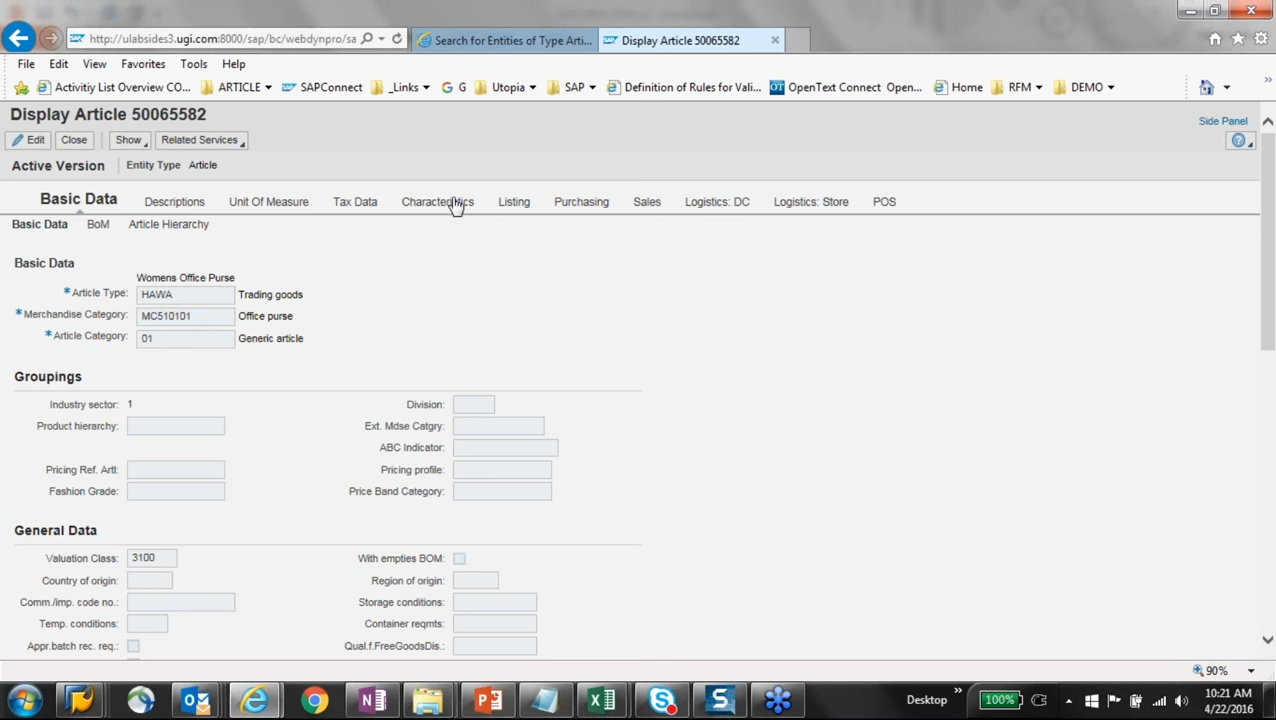 http://ulabsides3.ugi.com:8000/sap/bc/webdynpro/sa
Search for Entities of Type Arti...
Display Article 50065582
File Edit View Favorites Tools Help
Activitiy List Overview CO... ARTICLE SAPConnect _Links G Utopia SAP Definition of Rules for Vali... OpenText Connect Open... Home RFM DEMO
Display Article 50065582
Side Panel
Edit Close Show Related Services
Active Version Entity Type Article
Basic Data Descriptions Unit Of Measure Tax Data Characteristics Listing Purchasing Sales Logistics: DC Logistics: Store POS
Basic Data BoM Article Hierarchy
Basic Data
Womens Office Purse
* Article Type: HAWA Trading goods
* Merchandise Category: MC510101 Office purse
* Article Category: 01 Generic article
Groupings
Industry sector: 1 Division:
Product hierarchy: Ext. Mdse Catgry:
ABC Indicator:
Pricing Ref. Artl: Pricing profile:
Fashion Grade: Price Band Category:
General Data
Valuation Class: 3100 With empties BOM:
Country of origin: Region of origin:
Comm./imp. code no.: Storage conditions:
Temp. conditions: Container reqmts:
Appr.batch rec. req.: Qual.f.FreeGoodsDis.:
90%
Desktop 100% 10:21 AM
4/22/2016